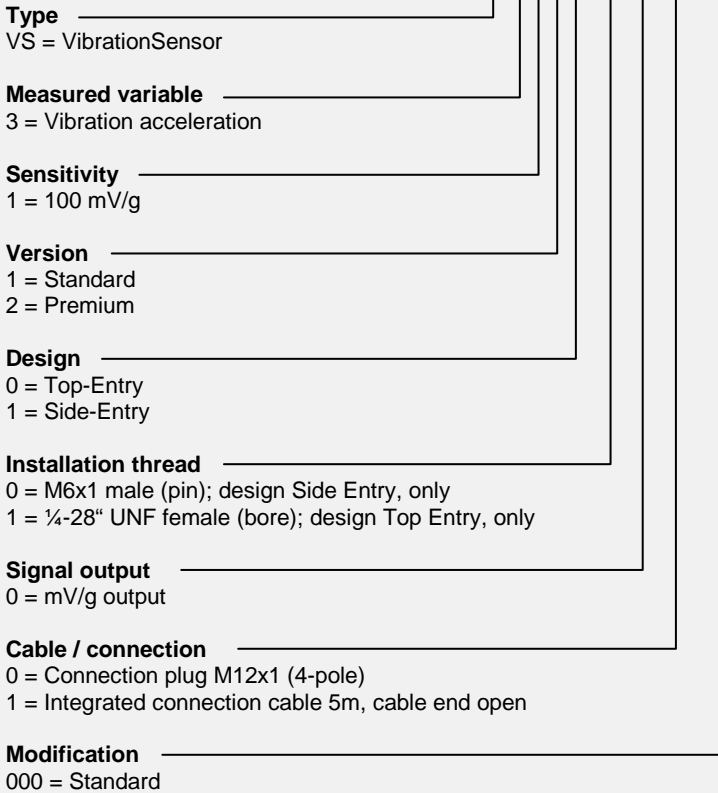 Type
VS = VibrationSensor
Measured variable
3 = Vibration acceleration
Sensitivity
1 = 100 mV/g
Version
1 = Standard
2 = Premium
Design
0 = Top-Entry
1 = Side-Entry
Installation thread
0 = M6x1 male (pin); design Side Entry, only
1 = ¼-28“ UNF female (bore); design Top Entry, only
Signal output
0 = mV/g output
Cable / connection
0 = Connection plug M12x1 (4-pole)
1 = Integrated connection cable 5m, cable end open
Modification
000 = Standard